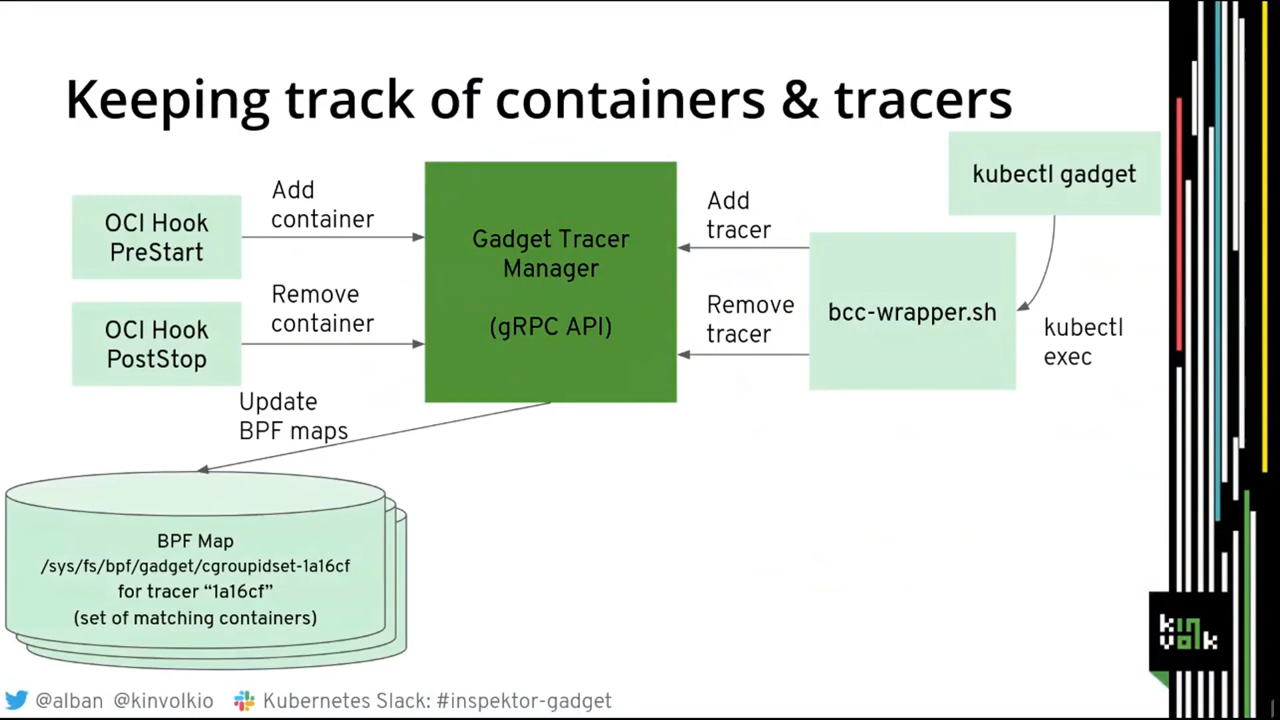 Keeping track of containers & tracers
OCI Hook
PreStart
Add
container
OCI Hook
PostStop
Remove
container
Gadget Tracer
Manager
(gRPC API)
Add
tracer
Remove
tracer
bcc-wrapper.sh
kubectl gadget
kubectl
exec
Update
BPF maps
BPF Map
/sys/fs/bpf/gadget/cgroupidset-1a16cf
for tracer “1a16cf”
(set of matching containers)
kin
volk
@alban @kinvolkio Kubernetes Slack: #inspektor-gadget